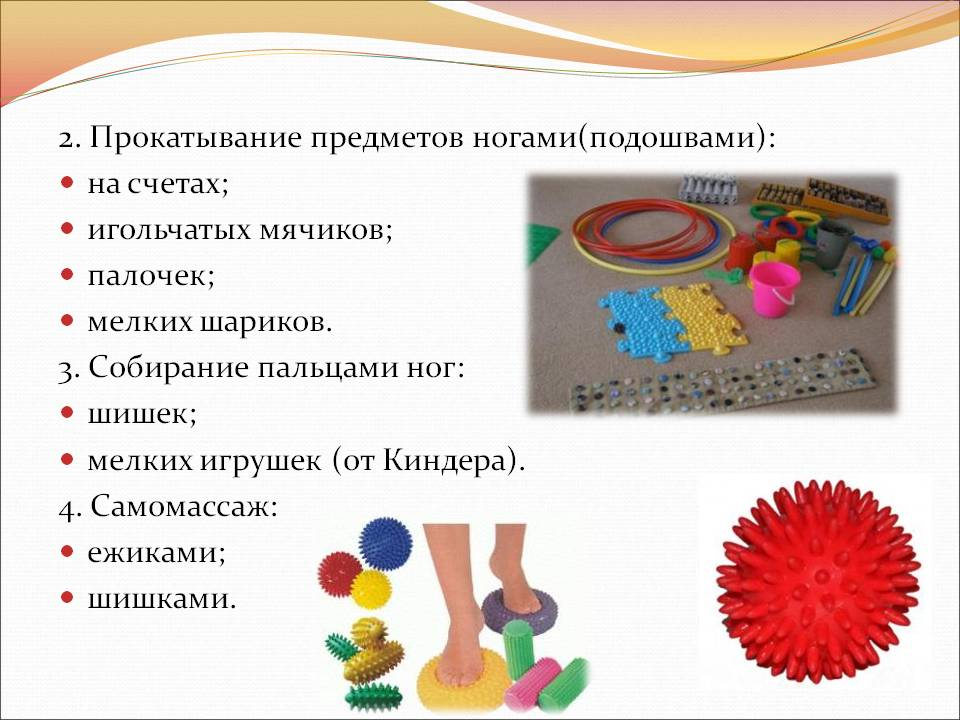 2. Прокатывание предметов ногами(подошвами):
• на счетах;
• игольчатых мячиков;
• палочек;
• мелких шариков.
3. Собирание пальцами ног:
• шишек;
• мелких игрушек (от Киндера).
4. Самомассаж:
• ежиками;
• шишками.